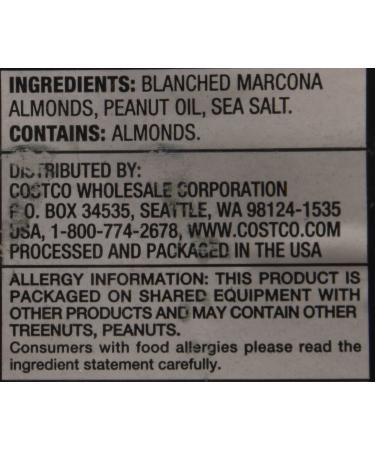 INGREDIENTS: BLANCHED MARCONA
ALMONDS, PEANUT OIL, SEA SALT.
CONTAINS: ALMONDS.
DISTRIBUTED BY:
COSTCO WHOLESALE CORPORATION
P.O. BOX 34535, SEATTLE, WA 98124-1535
USA, 1-800-774-2678, WWW.COSTCO.COM
PROCESSED AND PACKAGED IN THE USA
ALLERGY INFORMATION: THIS PRODUCT IS
PACKAGED ON SHARED EQUIPMENT WITH
OTHER PRODUCTS AND MAY CONTAIN OTHER
TREENUTS, PEANUTS.
Consumers with food allergies please read the
ingredient statement carefully.